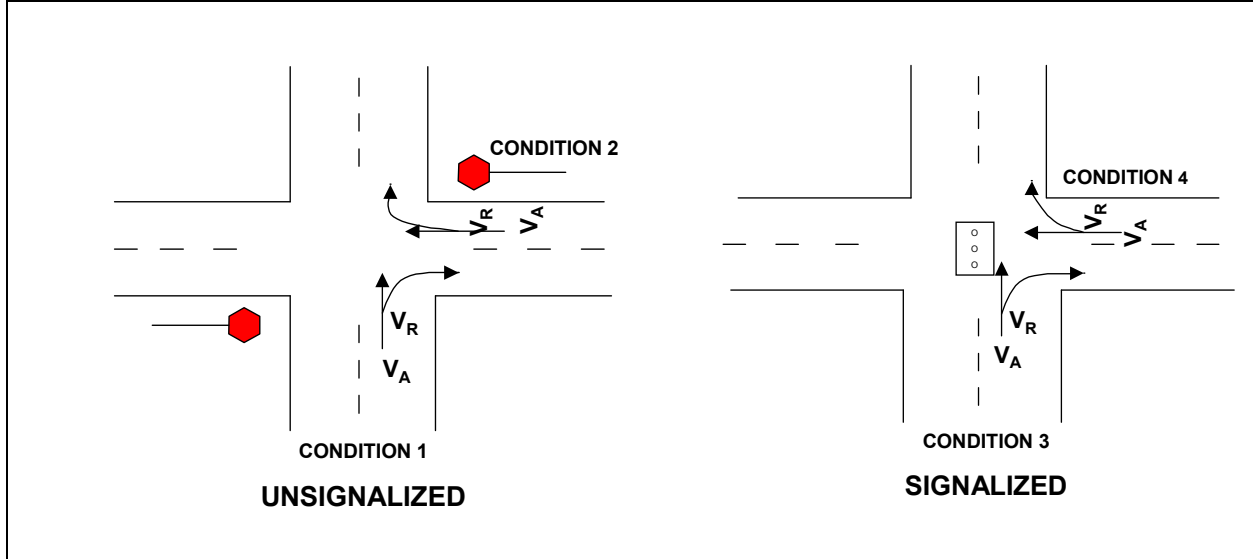 CONDITION 2
V_R
V_A
V_R
V_A
CONDITION 1
UNSIGNALIZED
CONDITION 4
V_R
V_A
V_R
V_A
CONDITION 3
SIGNALIZED